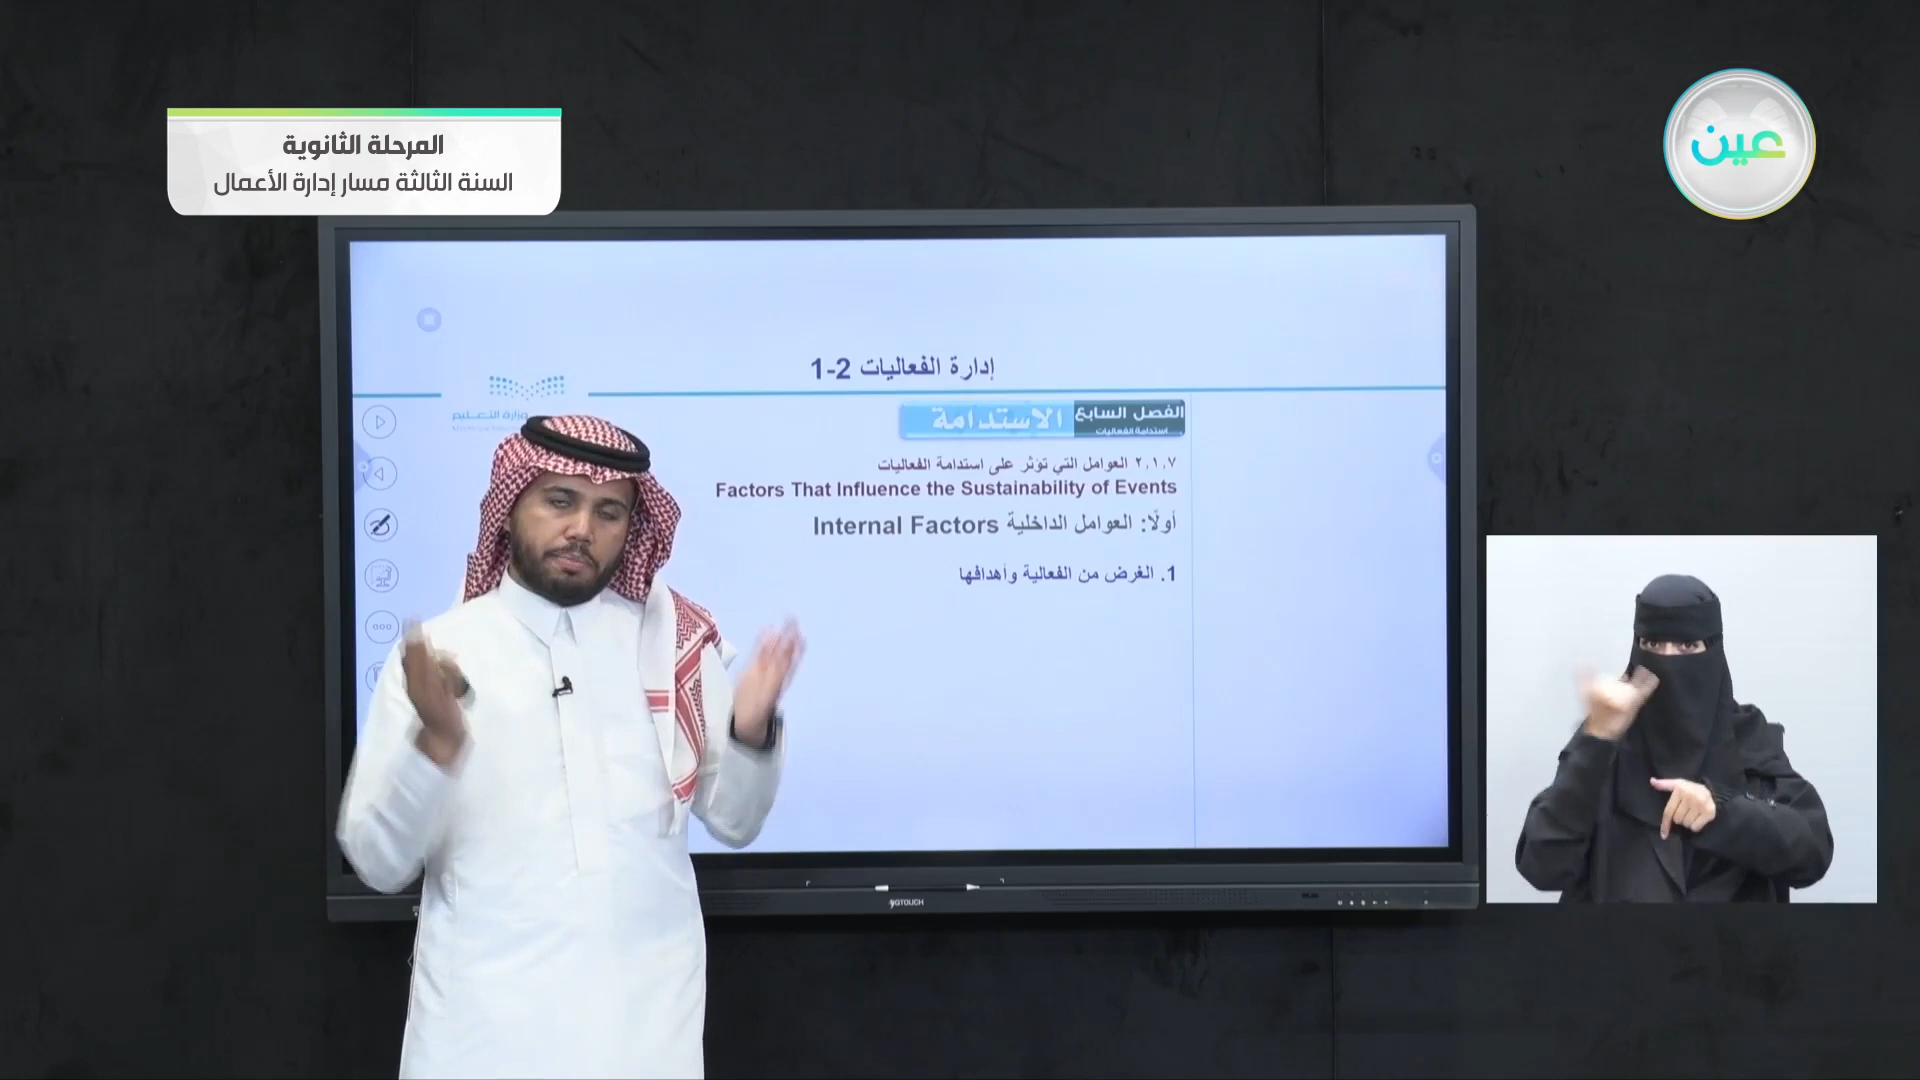 المرحلة الثانوية
السنة الثالثة مسار إدارة الأعمال
عين
إدارة الفعاليات 2-1
وزارة التعـليم
الفصل السابع
استدامة الفعاليات
الاستدامة
٢,١,٧ العوامل التي تؤثر على استدامة الفعاليات
Factors That Influence the Sustainability of Events
أولًا: العوامل الداخلية Internal Factors
1. الغرض من الفعالية وأهدافها